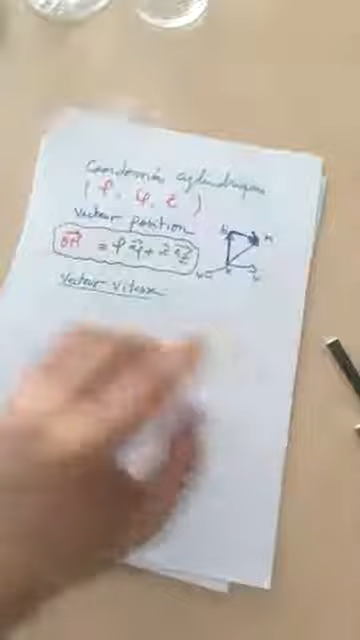 Coordonnées cylindriques
(ρ, φ, z)
Vecteur position
OM = ρ e⃗ρ + z e⃗z
Vecteur vitesse